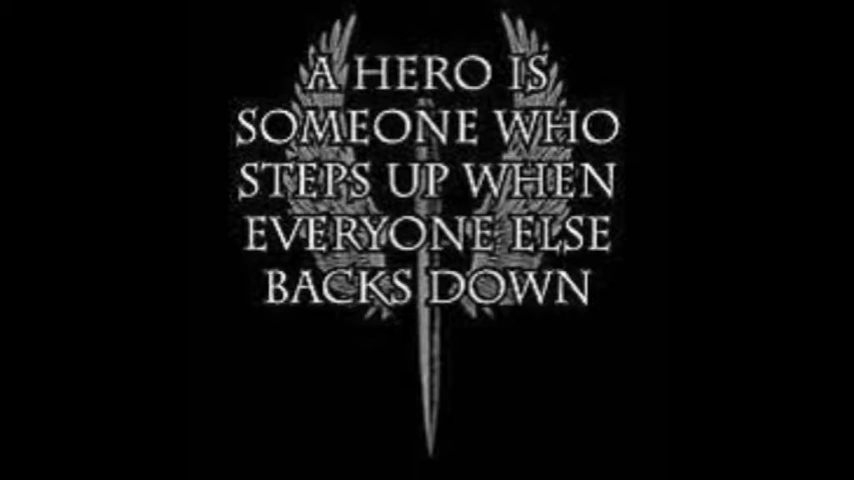 A HERO IS
SOMEONE WHO
STEPS UP WHEN
EVERYONE ELSE
BACKS DOWN